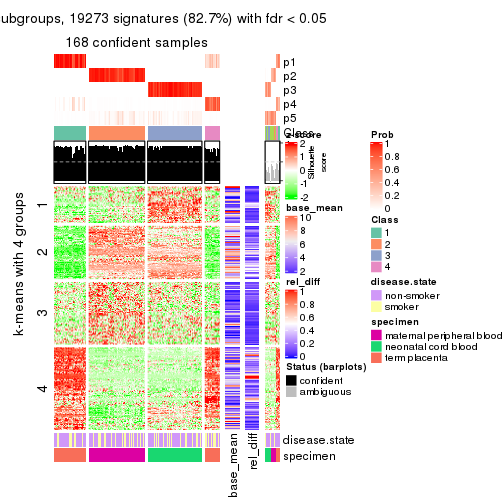 ubgroups, 19273 signatures (82.7%) with fdr < 0.05
168 confident samples
p1
p2
p3
p4
p5
Class
Silhouette
score
k-means with 4 groups
1
2
3
4
base_mean
rel_diff
disease.state
specimen
z-score
2
1
0
-1
-2
base_mean
10
8
6
4
2
rel_diff
1
0.8
0.6
0.4
0.2
0
Status (barplots)
confident
ambiguous
Prob
1
0.8
0.6
0.4
0.2
0
Class
1
2
3
4
disease.state
non-smoker
smoker
specimen
maternal peripheral blood
neonatal cord blood
term placenta